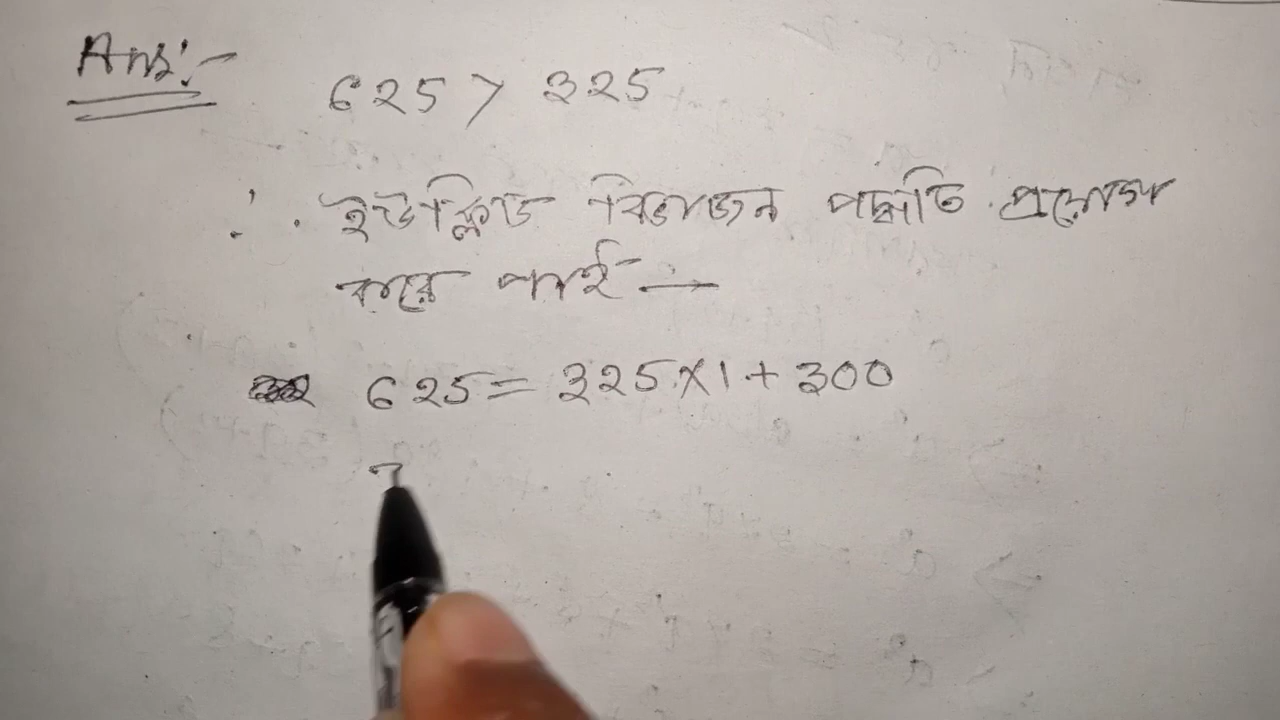 Ans:-
625 > 325
∴ ইউক্লিড বিভাজন পদ্ধতি প্রয়োগ
করে পাই —
625 = 325 × 1 + 300